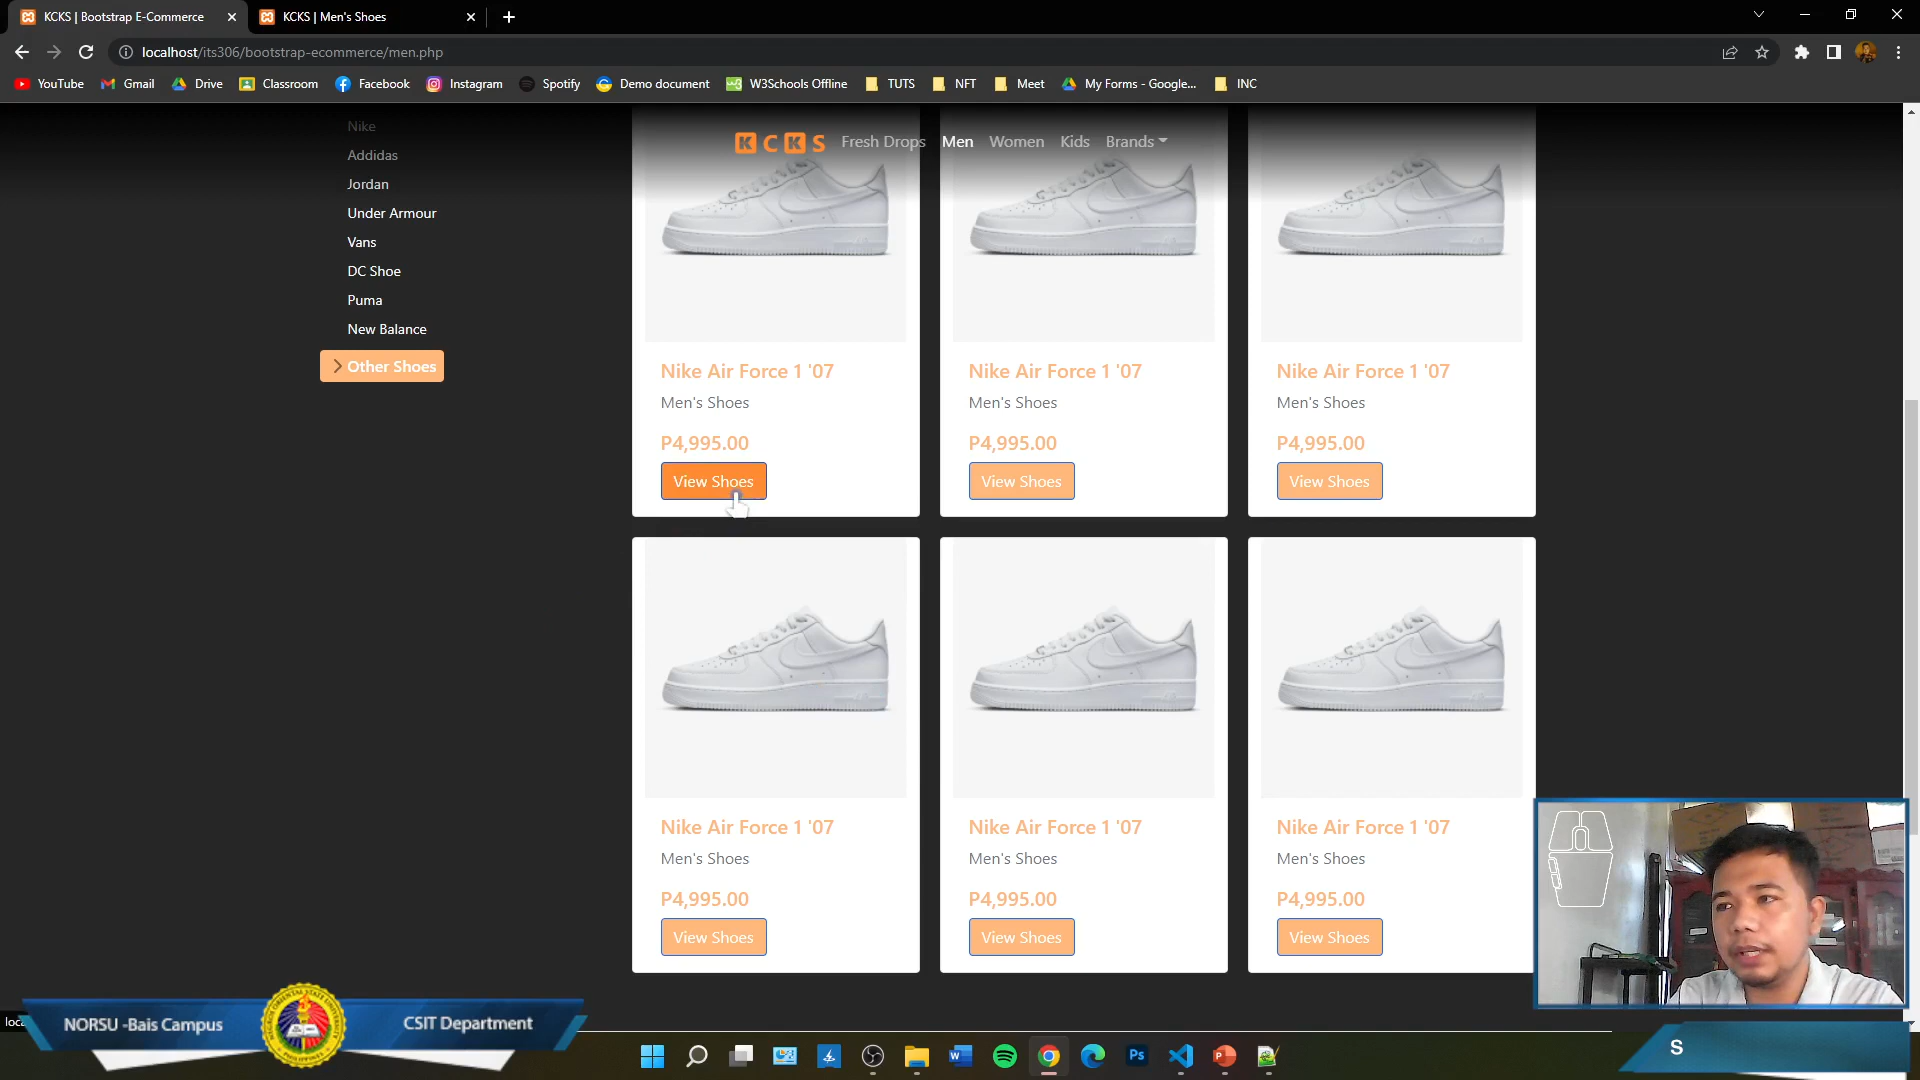 KCKS | Bootstrap E-Commerce
KCKS | Men's Shoes
localhost/its306/bootstrap-ecommerce/men.php
YouTube Gmail Drive Classroom Facebook Instagram Spotify Demo document W3Schools Offline TUTS NFT Meet My Forms - Google... INC
KCKS Fresh Drops Men Women Kids Brands
Nike
Addidas
Jordan
Under Armour
Vans
DC Shoe
Puma
New Balance
Other Shoes
Nike Air Force 1 '07 Nike Air Force 1 '07 Nike Air Force 1 '07
Men's Shoes Men's Shoes Men's Shoes
P4,995.00 P4,995.00 P4,995.00
View Shoes View Shoes View Shoes
Nike Air Force 1 '07 Nike Air Force 1 '07 Nike Air Force 1 '07
Men's Shoes Men's Shoes Men's Shoes
P4,995.00 P4,995.00 P4,995.00
View Shoes View Shoes View Shoes
NORSU -Bais Campus CSIT Department
S